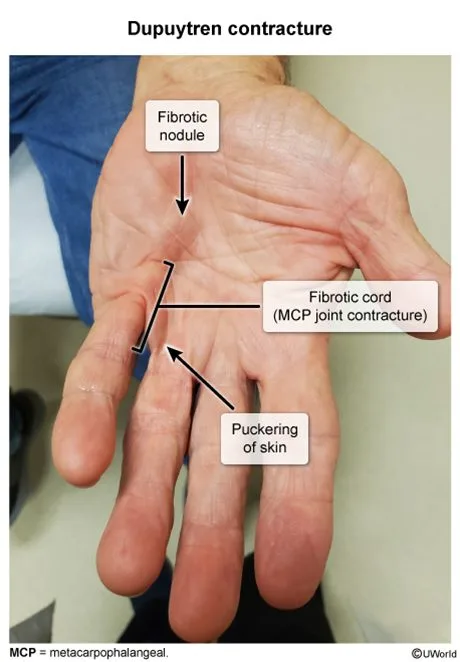 Dupuytren contracture
Fibrotic
nodule
Fibrotic cord
(MCP joint contracture)
Puckering
of skin
MCP = metacarpophalangeal.
©UWorld